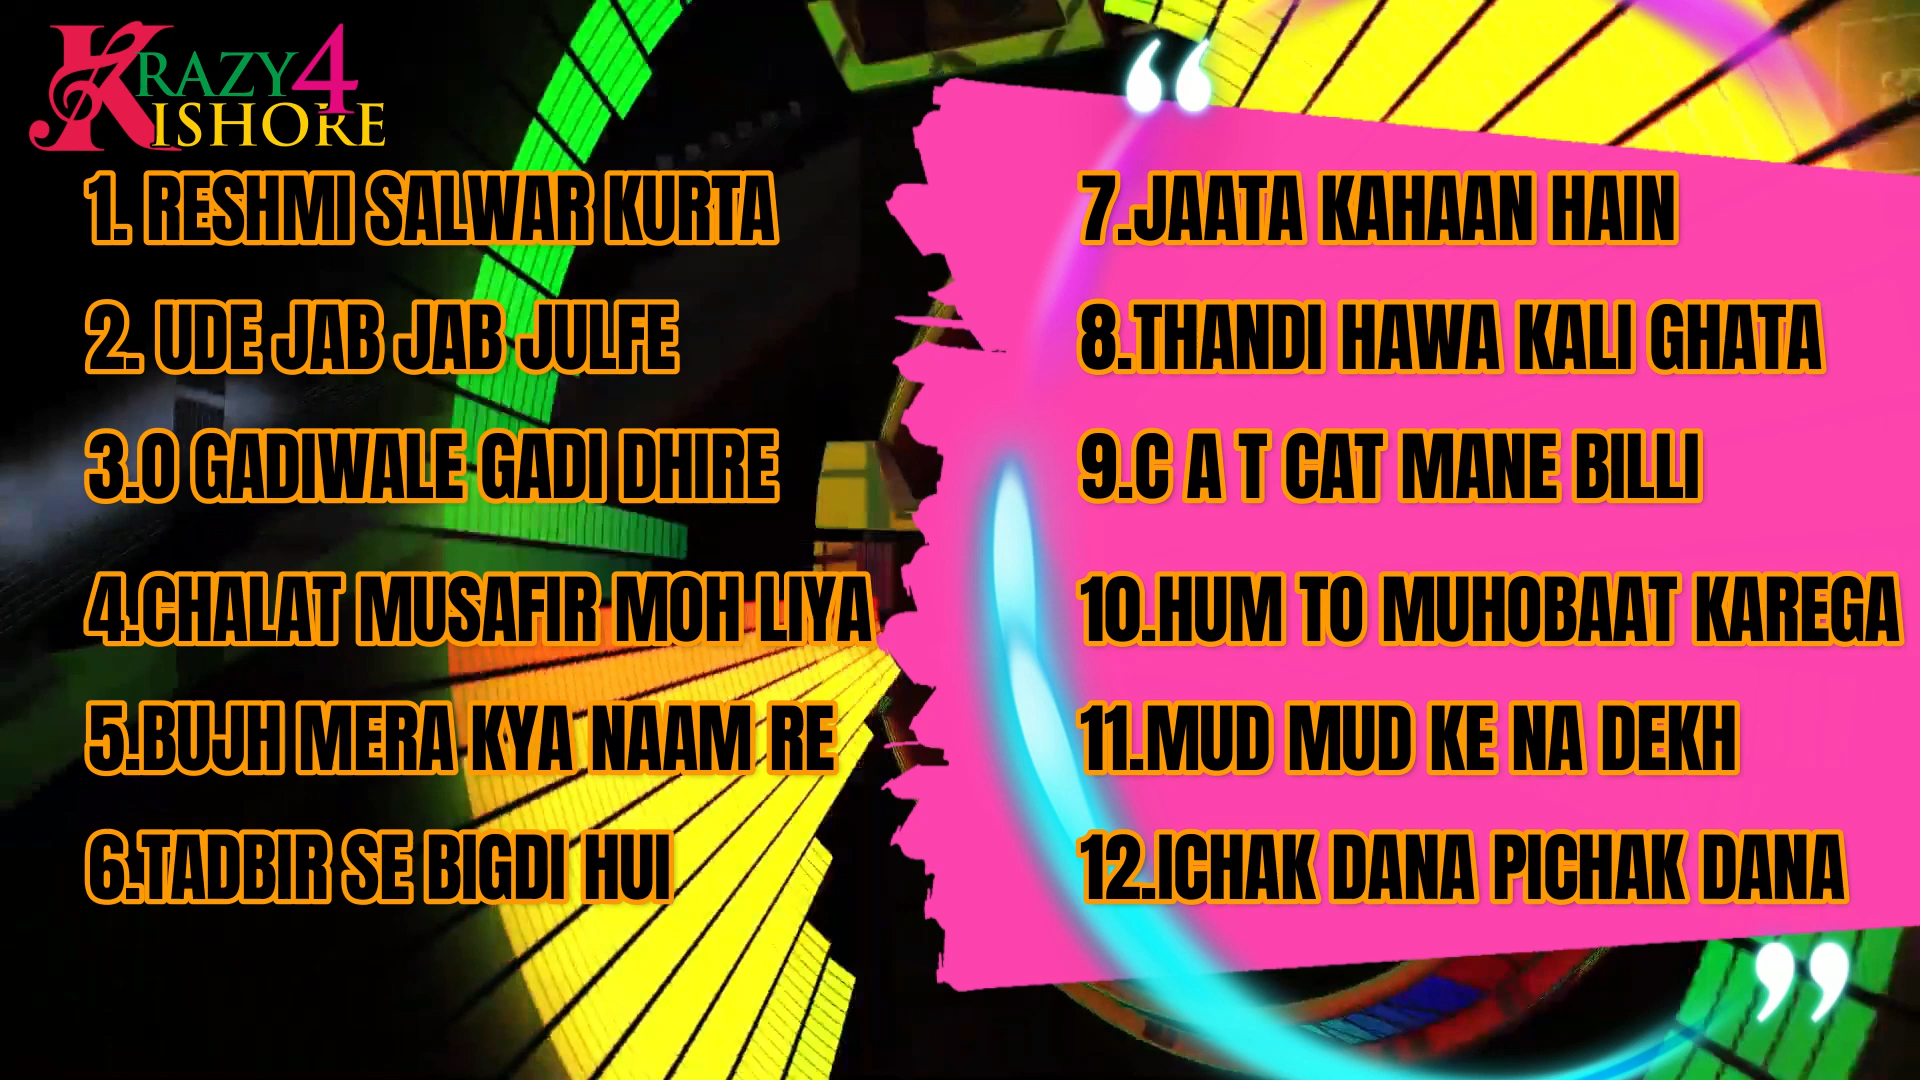 KRAZY4
KISHORE
1. RESHMI SALWAR KURTA
2. UDE JAB JAB JULFE
3.O GADIWALE GADI DHIRE
4.CHALAT MUSAFIR MOH LIYA
5.BUJH MERA KYA NAAM RE
6.TADBIR SE BIGDI HUI
“
7.JAATA KAHAAN HAIN
8.THANDI HAWA KALI GHATA
9.C A T CAT MANE BILLI
10.HUM TO MUHOBAAT KAREGA
11.MUD MUD KE NA DEKH
12.ICHAK DANA PICHAK DANA
”